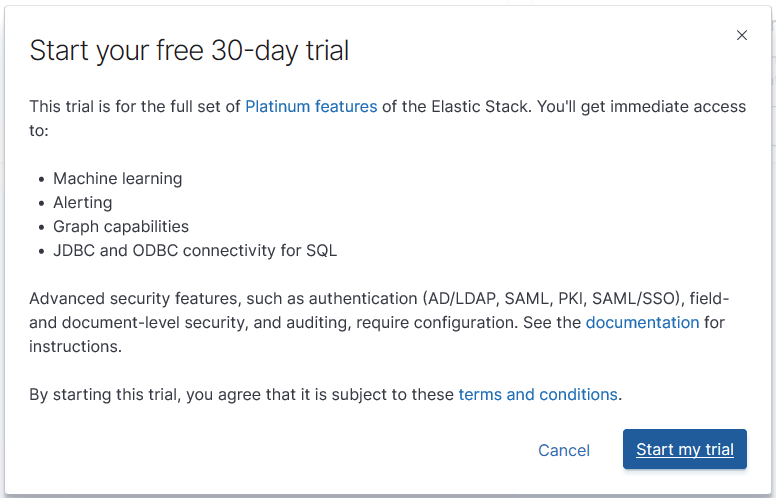 Start your free 30-day trial
This trial is for the full set of Platinum features of the Elastic Stack. You'll get immediate access
to:
• Machine learning
• Alerting
• Graph capabilities
• JDBC and ODBC connectivity for SQL
Advanced security features, such as authentication (AD/LDAP, SAML, PKI, SAML/SSO), field-
and document-level security, and auditing, require configuration. See the documentation for
instructions.
By starting this trial, you agree that it is subject to these terms and conditions.
Cancel
Start my trial